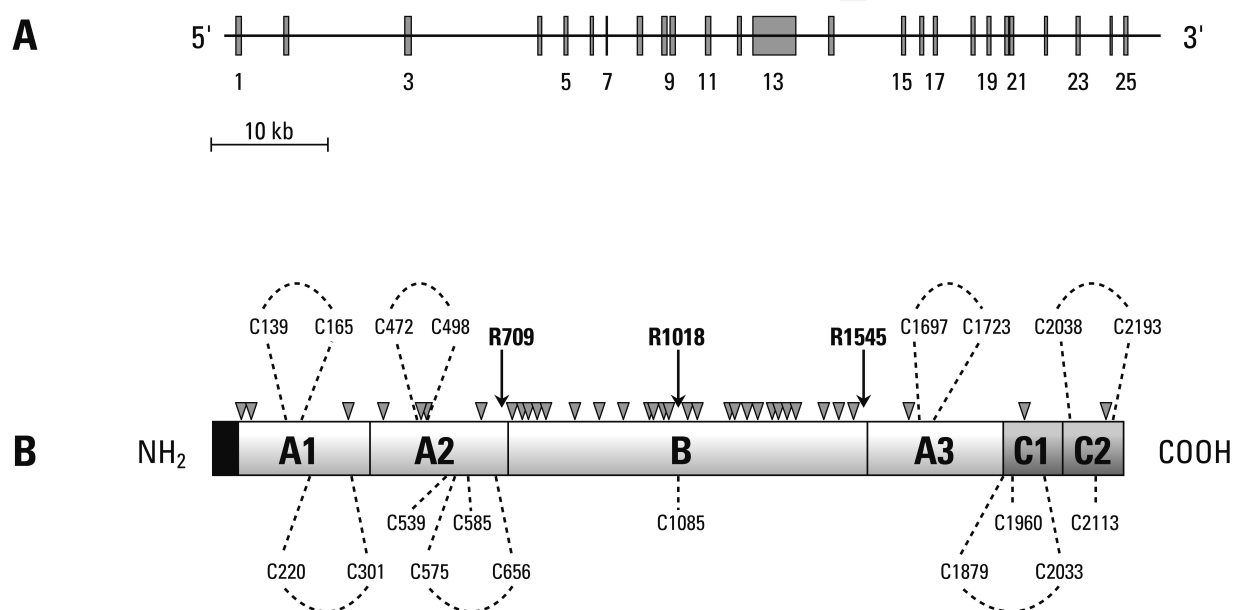 A
5' 3'
1 3 5 7 9 11 13 15 17 19 21 23 25
10 kb
C139 C165 C472 C498 C1697 C1723 C2038 C2193
R709 R1018 R1545
B
NH₂ A1 A2 B A3 C1 C2 COOH
C539 C585 C1085 C1960 C2113
C220 C301 C575 C656 C1879 C2033